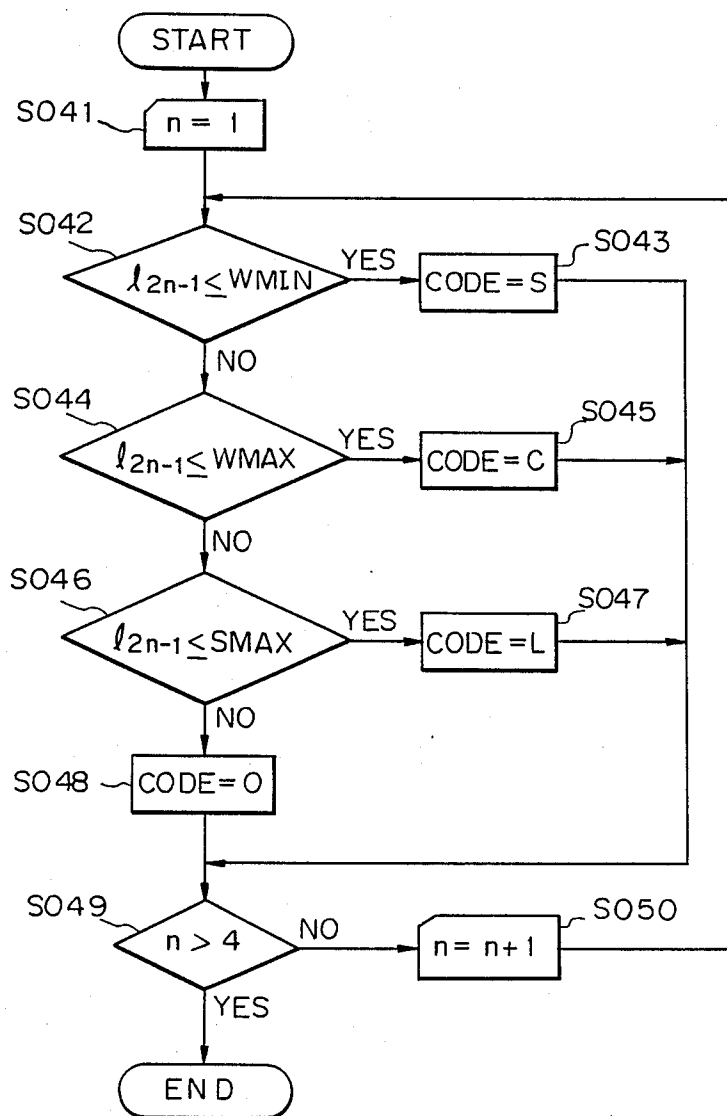 START
S041
n = 1
S042
ℓ2n-1 ≤ WMIN
YES
S043
CODE = S
NO
S044
ℓ2n-1 ≤ WMAX
YES
S045
CODE = C
NO
S046
ℓ2n-1 ≤ SMAX
YES
S047
CODE = L
NO
S048
CODE = O
S049
n > 4
NO
S050
n = n+1
YES
END